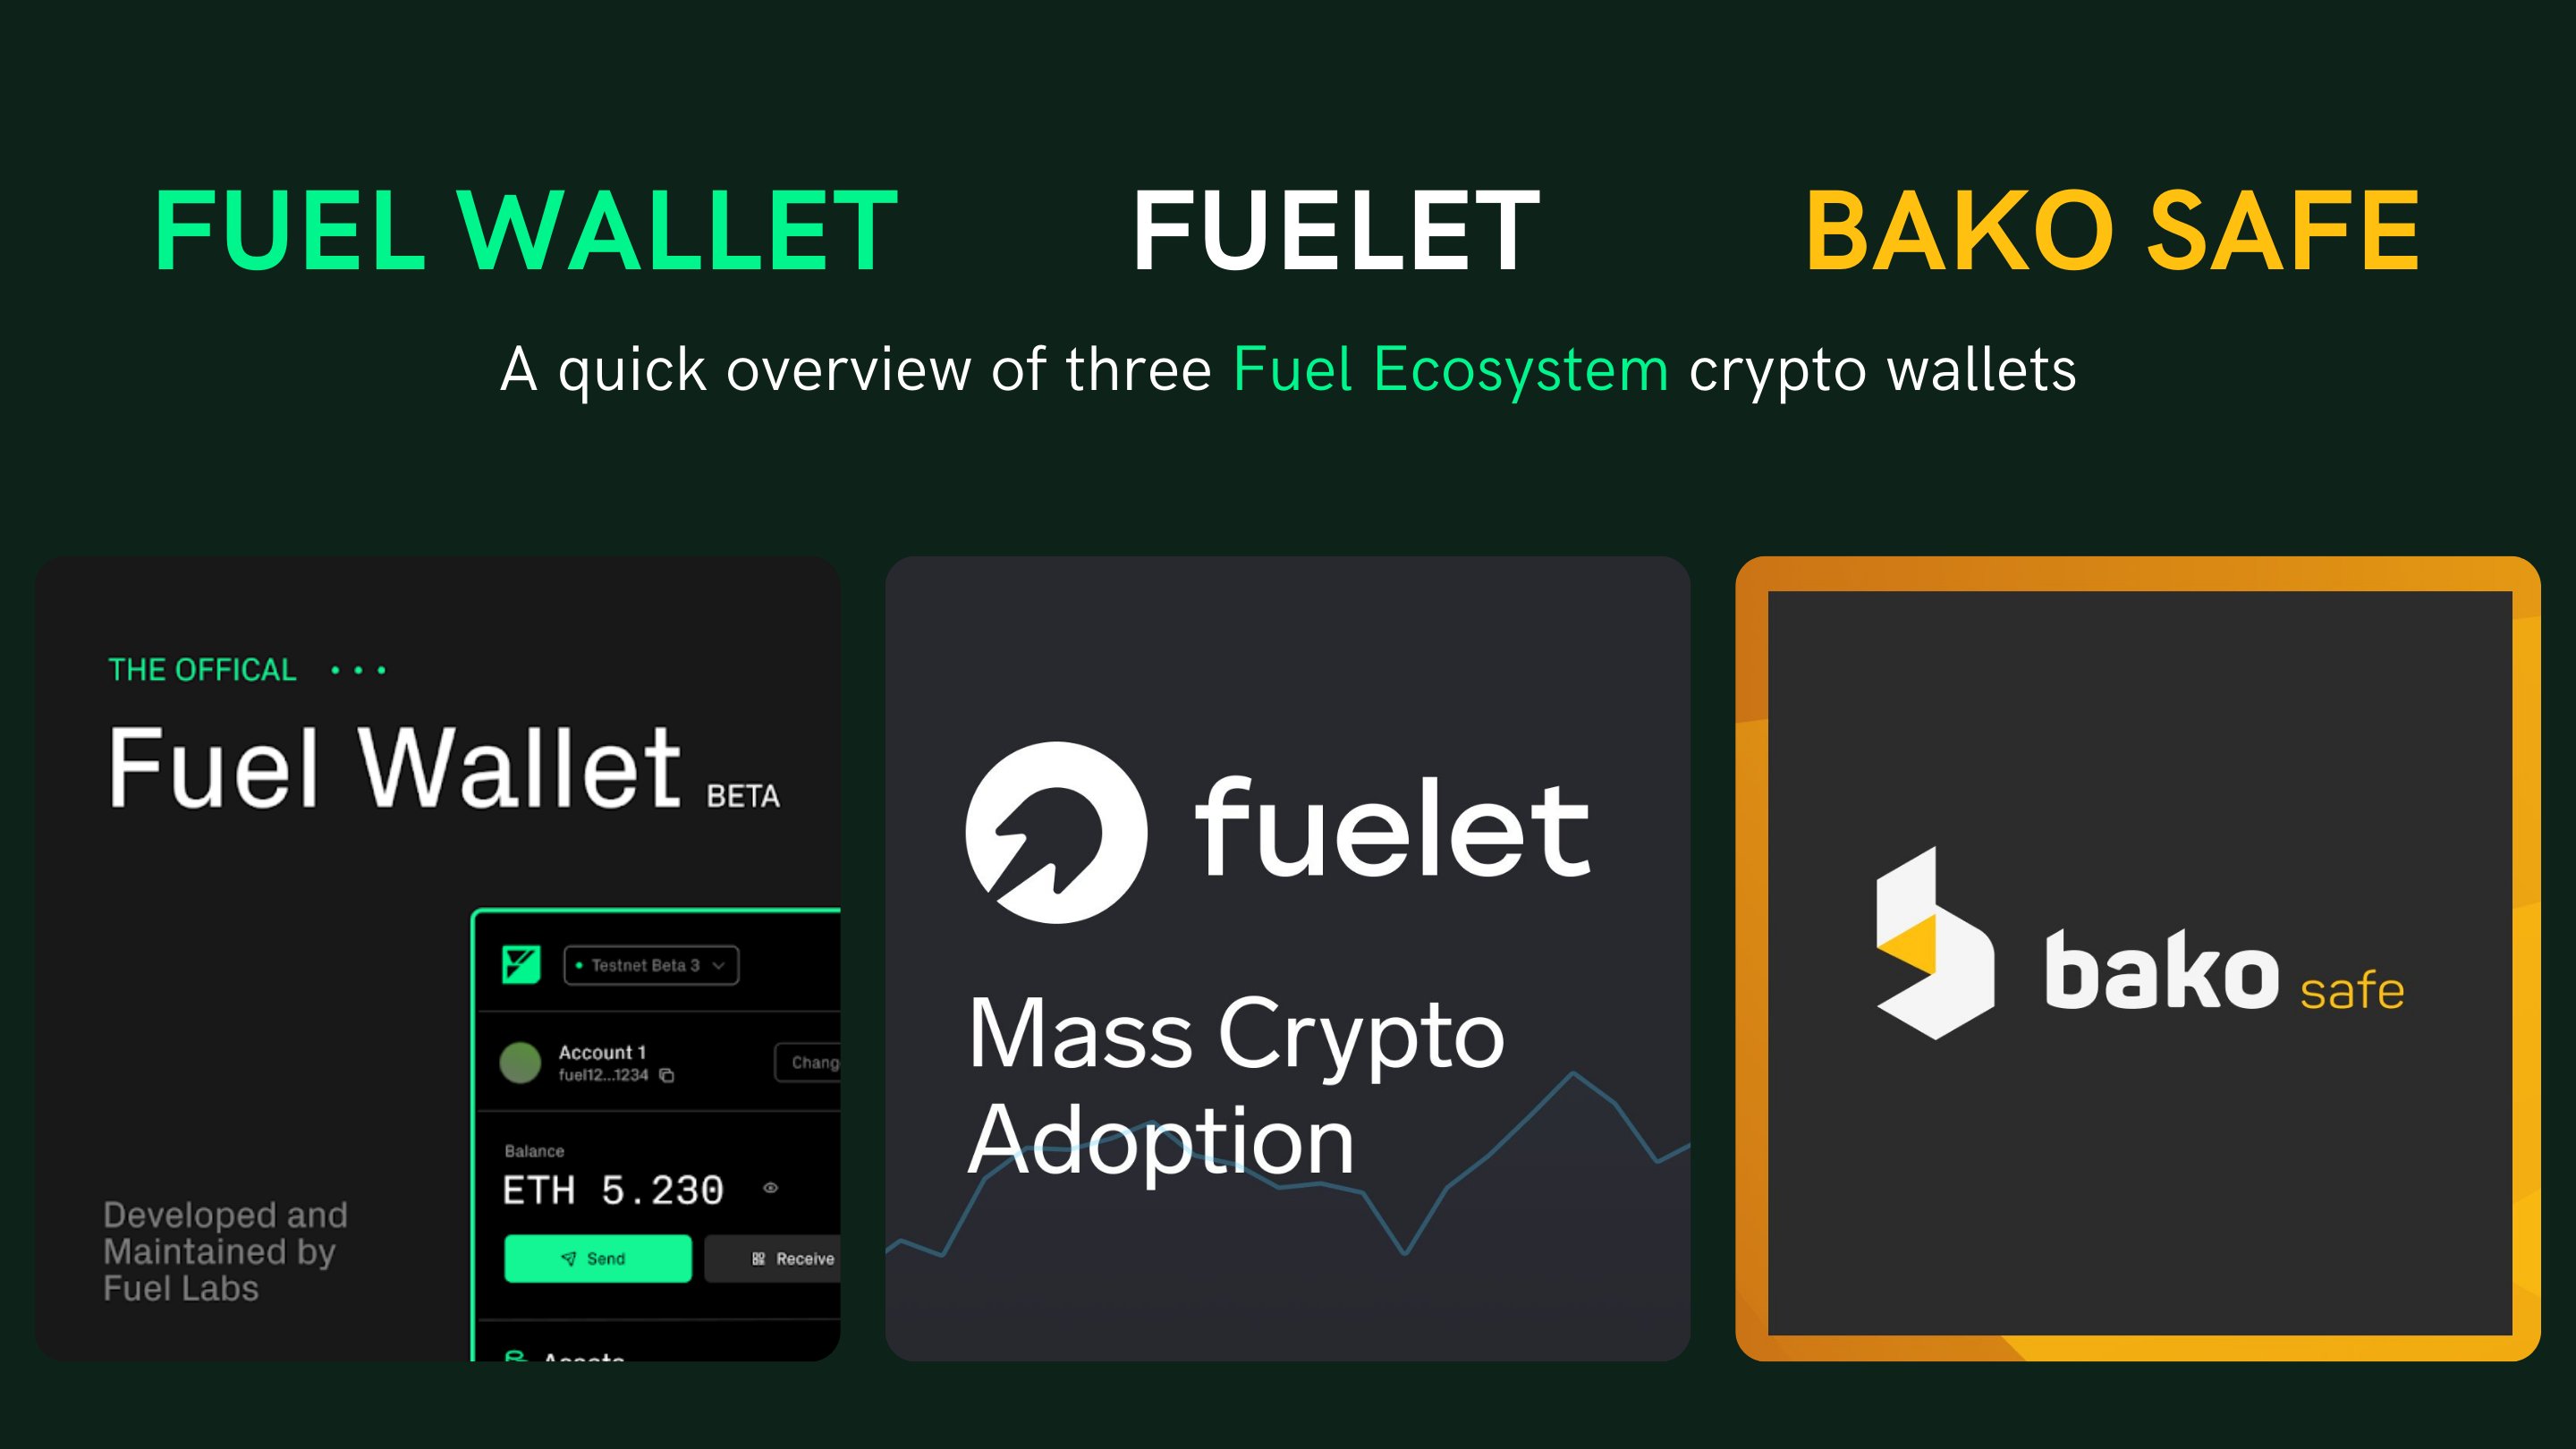 FUEL WALLET
FUELET
BAKO SAFE
A quick overview of three Fuel Ecosystem crypto wallets
THE OFFICAL
Fuel Wallet BETA
Testnet Beta 3
Account 1
fuel12...1234
Chang
Balance
ETH 5.230
Send
Receive
Assets
Developed and
Maintained by
Fuel Labs
fuelet
Mass Crypto
Adoption
bako safe